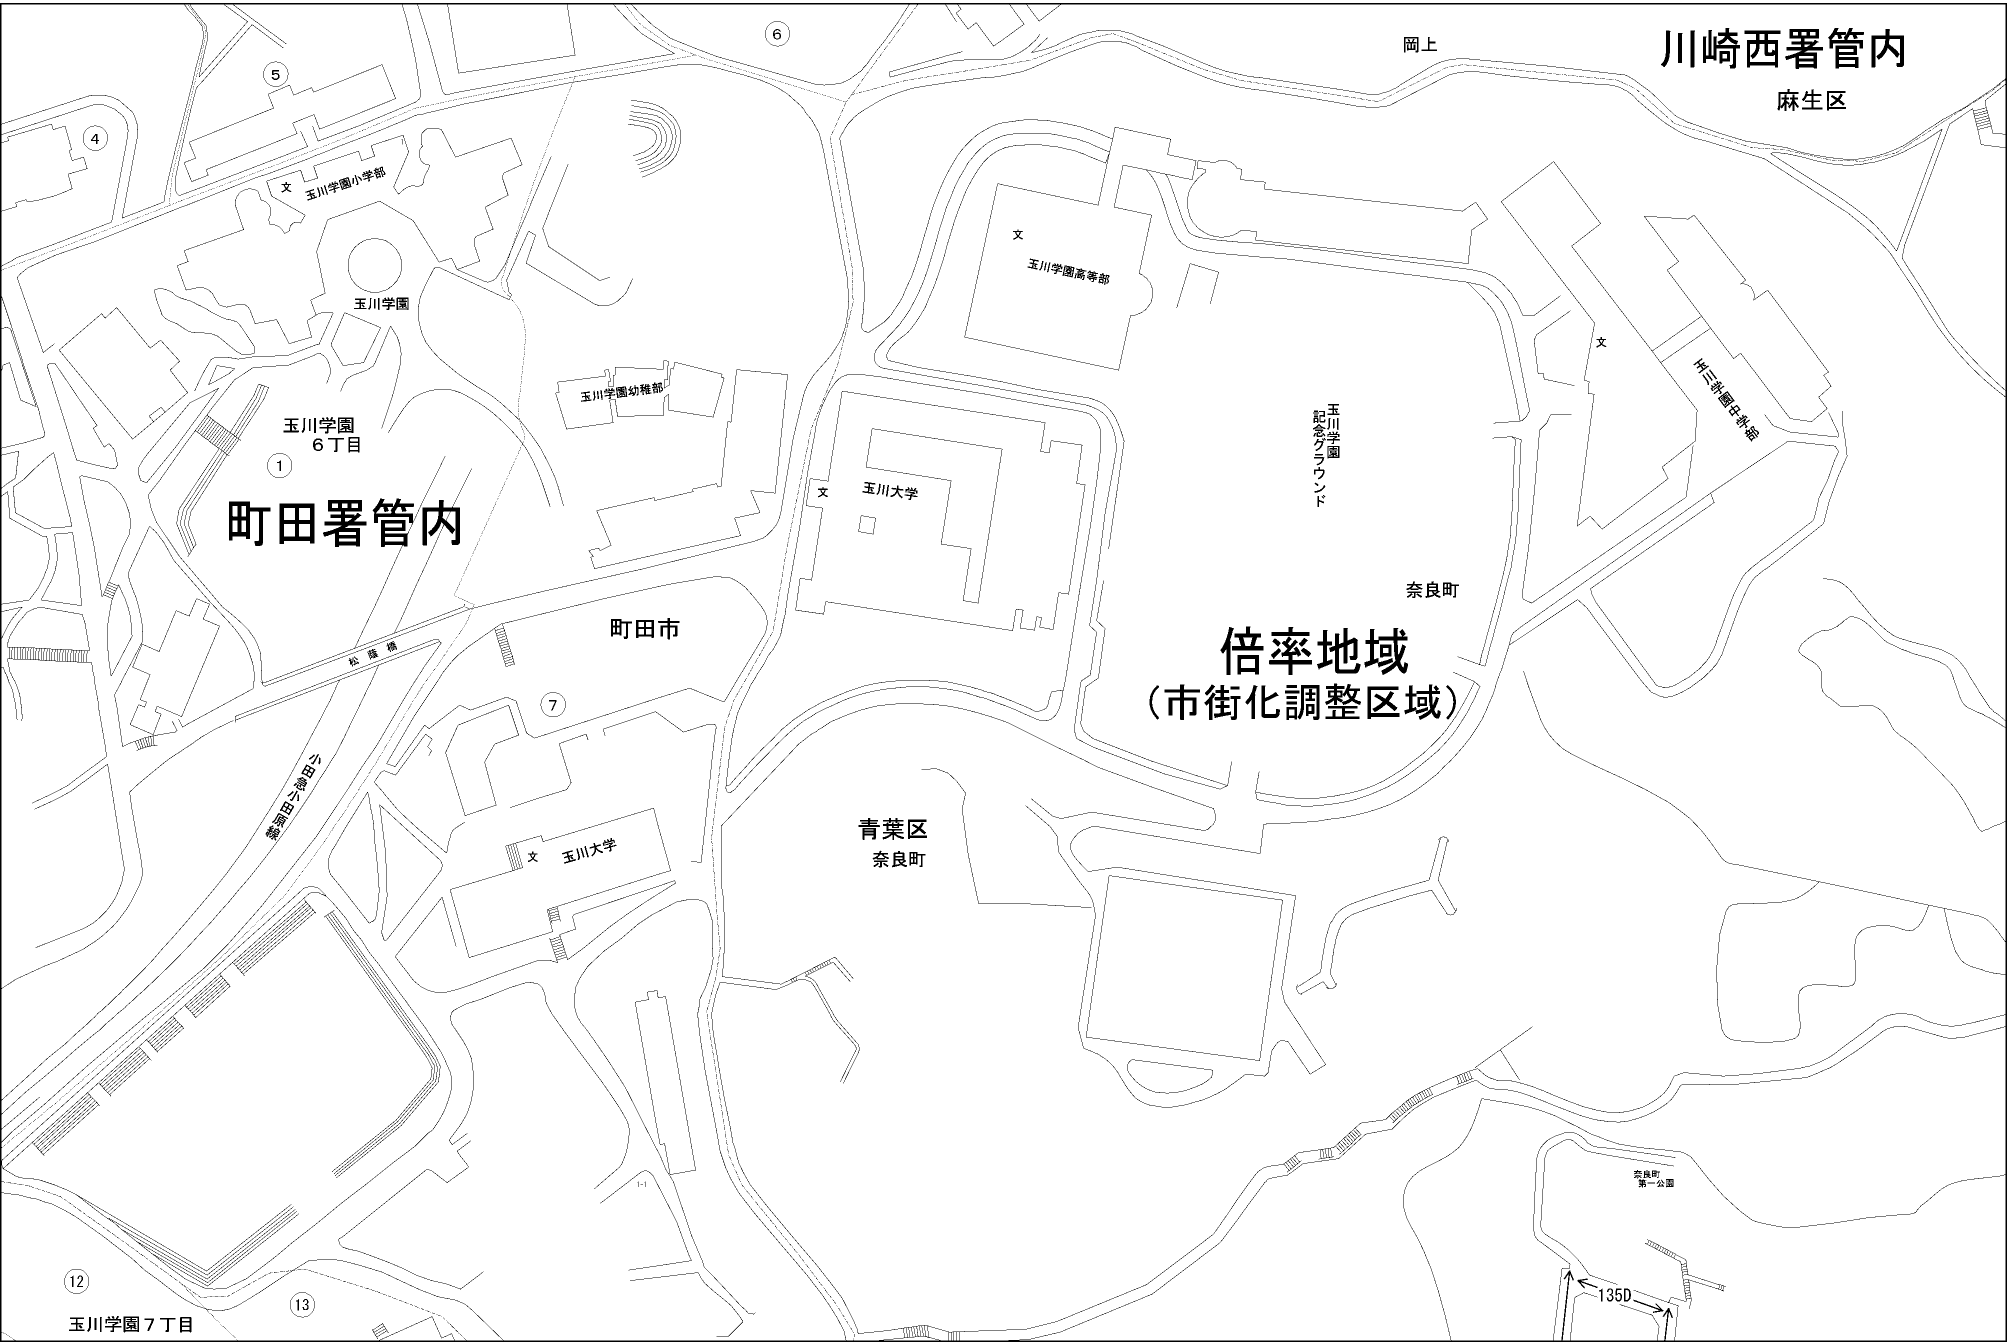 ⑥
岡上
川崎西署管内
麻生区
⑤
④
文
玉川学園小学部
文
玉川学園高等部
玉川学園
文
玉川学園中学部
玉川学園幼稚部
玉川学園
記念グラウンド
玉川学園
6丁目
①
町田署管内
文
玉川大学
奈良町
町田市
倍率地域
(市街化調整区域)
松蔭橋
⑦
小田急小田原線
青葉区
奈良町
文
玉川大学
1-1
奈良町
第一公園
⑫
⑬
135D
玉川学園7丁目